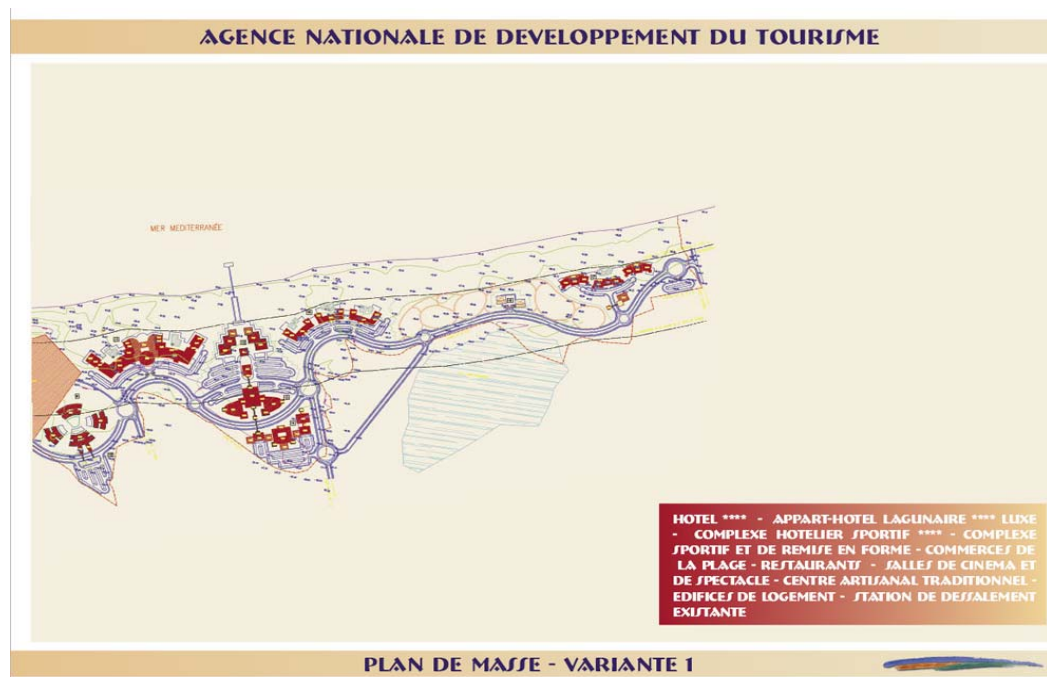 AGENCE NATIONALE DE DEVELOPPEMENT DU TOURISME
MER MEDITERRANÉE
HOTEL **** - APPART-HOTEL LAGUNAIRE **** LUXE
- COMPLEXE HOTELIER SPORTIF **** - COMPLEXE
SPORTIF ET DE REMISE EN FORME - COMMERCES DE
LA PLAGE - RESTAURANTS - SALLES DE CINEMA ET
DE SPECTACLE - CENTRE ARTISANAL TRADITIONNEL -
EDIFICES DE LOGEMENT - STATION DE DESSALEMENT
EXISTANTE
PLAN DE MASSE - VARIANTE 1